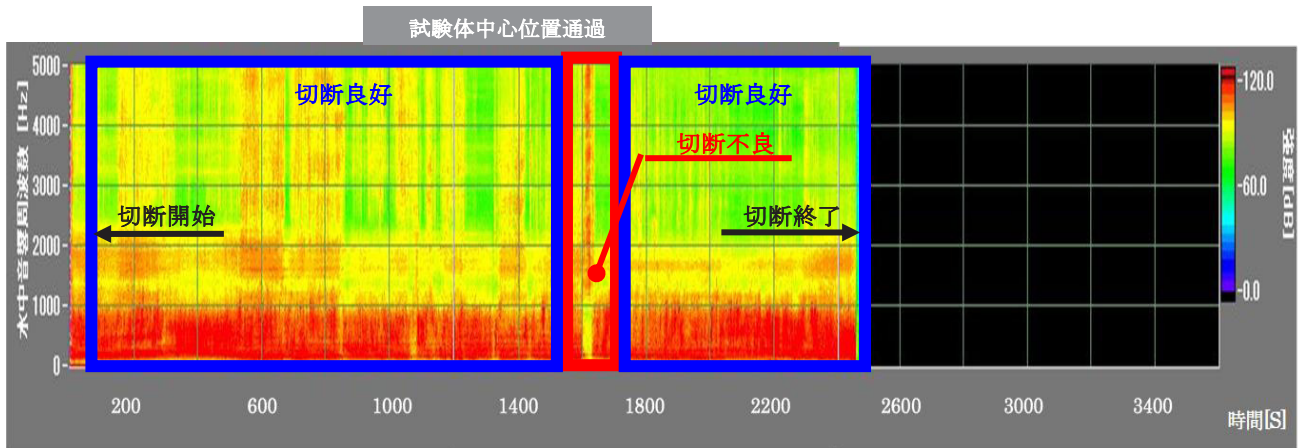 試験体中心位置通過
切断良好
切断良好
切断不良
切断開始
切断終了
水中音響周波数 [Hz]
5000
4000
3000
2000
1000
0
200
600
1000
1400
1800
2200
2600
3000
3400
時間[S]
120.0
60.0
0.0
強度[dB]